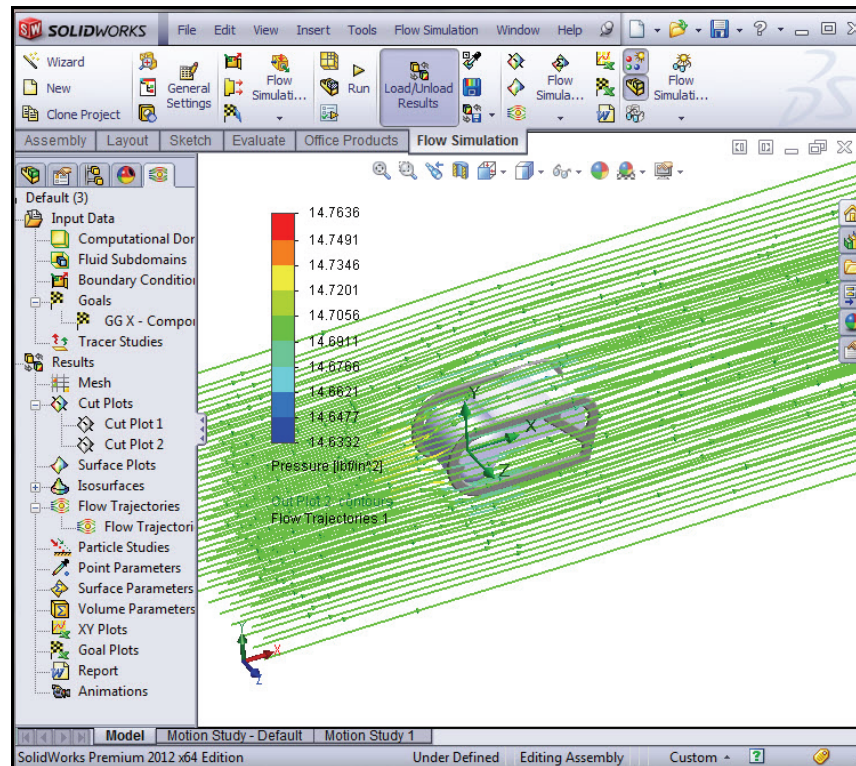 SW SOLIDWORKS File Edit View Insert Tools Flow Simulation Window Help
Wizard
New
Clone Project
General Settings
Flow Simulati...
Run
Load/Unload Results
Flow Simula...
Flow Simulati...
Assembly Layout Sketch Evaluate Office Products Flow Simulation
Default (3)
Input Data
Computational Dor
Fluid Subdomains
Boundary Condition
Goals
GG X - Compor
Tracer Studies
Results
Mesh
Cut Plots
Cut Plot 1
Cut Plot 2
Surface Plots
Isosurfaces
Flow Trajectories
Flow Trajectori
Particle Studies
Point Parameters
Surface Parameters
Volume Parameters
XY Plots
Goal Plots
Report
Animations
14.7636
14.7491
14.7346
14.7201
14.7056
14.6911
14.6766
14.6621
14.6477
14.6332
Pressure [lbf/in^2]
Cut Plot 2: contours
Flow Trajectories 1
Y
X
Z
Y
X
Z
Model Motion Study - Default Motion Study 1
SolidWorks Premium 2012 x64 Edition Under Defined Editing Assembly Custom